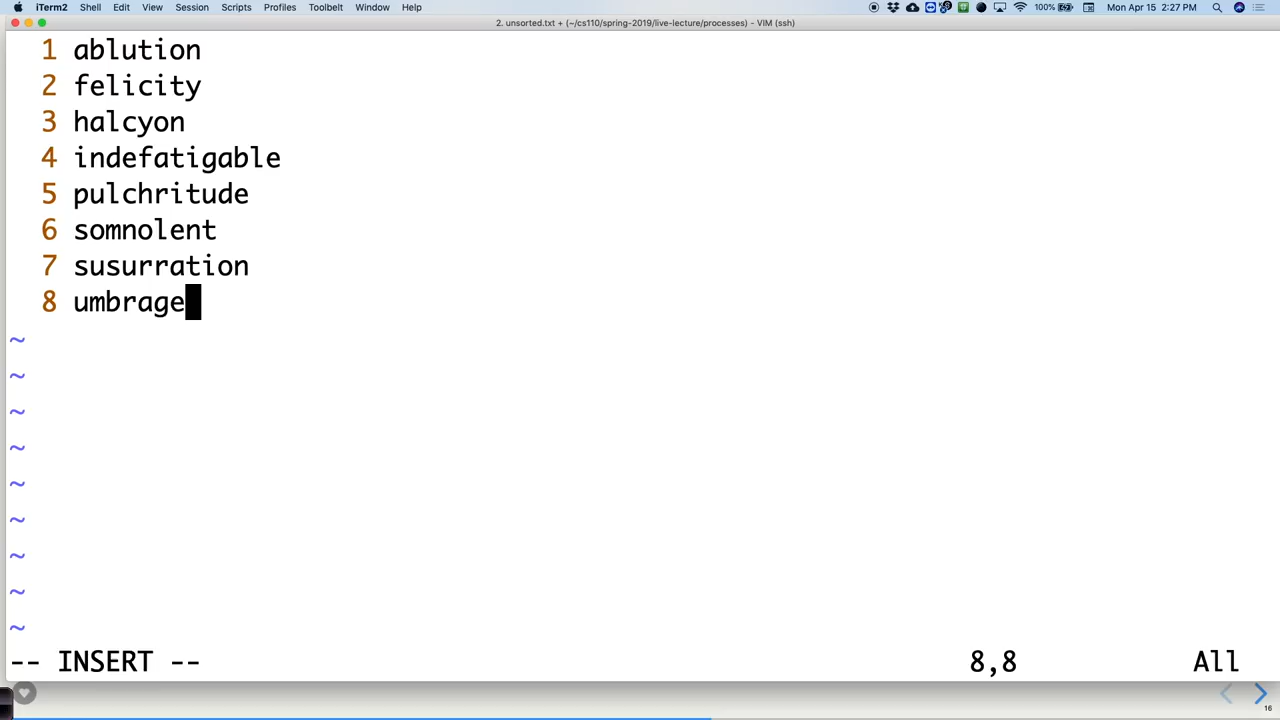 iTerm2 Shell Edit View Session Scripts Profiles Toolbelt Window Help 100% Mon Apr 15 2:27 PM
2. unsorted.txt + (~/cs110/spring-2019/live-lecture/processes) - VIM (ssh)
1 ablution
2 felicity
3 halcyon
4 indefatigable
5 pulchritude
6 somnolent
7 susurration
8 umbrage
~
~
~
~
~
~
~
~
~
-- INSERT -- 8,8 All
16